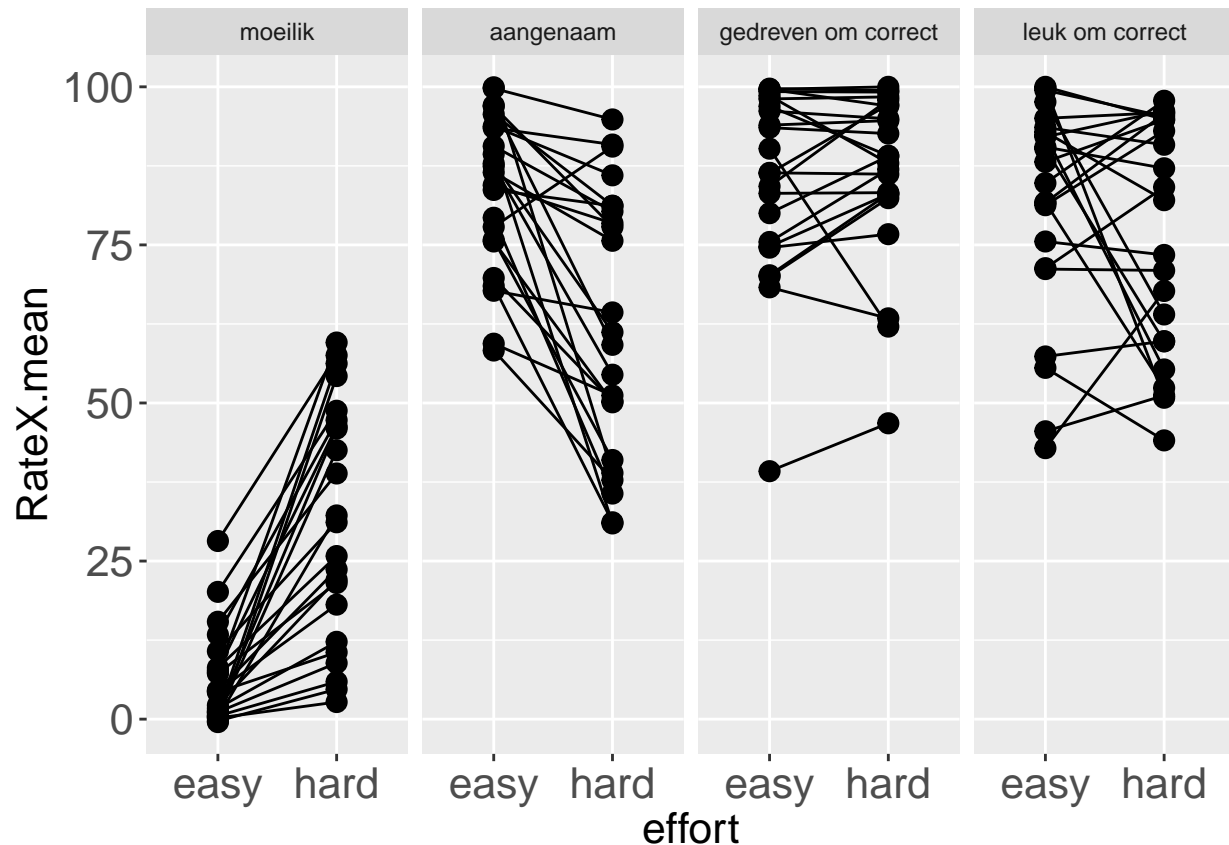 moeilik
aangenaam
gedreven om correct
leuk om correct
100
75
50
25
0
RateX.mean
easy hard easy hard easy hard easy hard
effort